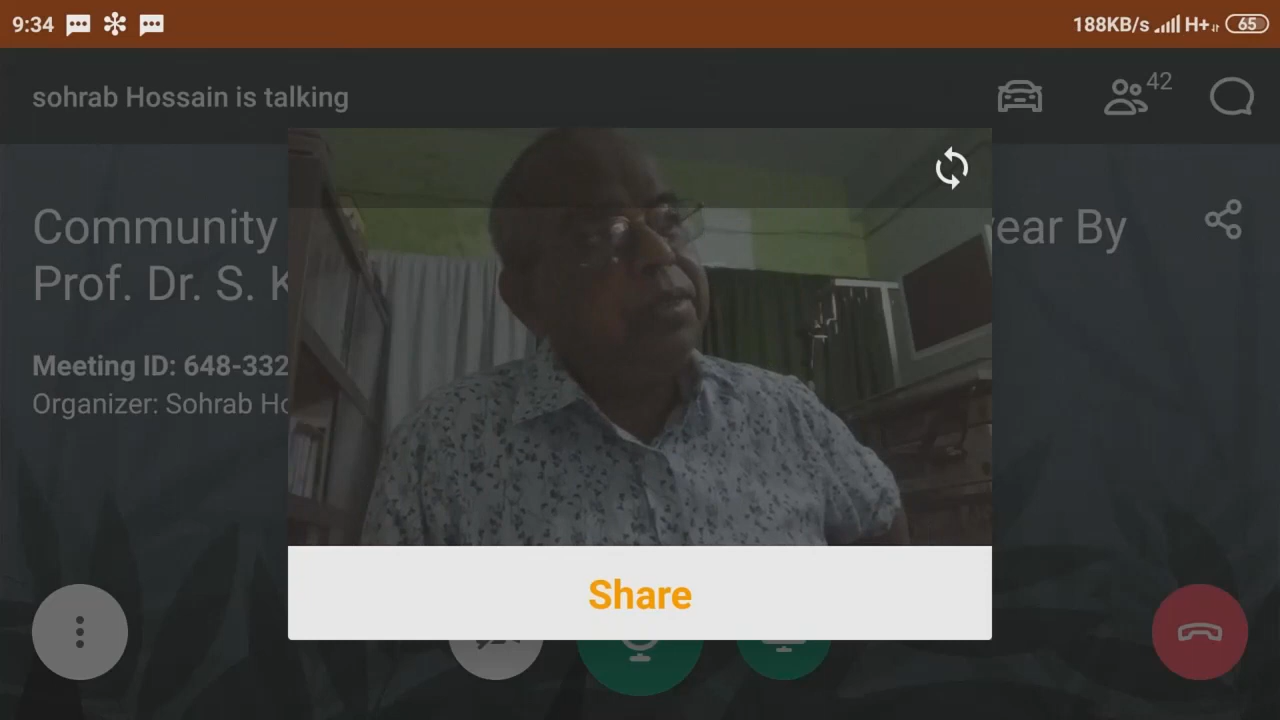 9:34 188KB/s H+ 65
sohrab Hossain is talking 42
Community ear By
Prof. Dr. S. K
Meeting ID: 648-332
Organizer: Sohrab Ho
Share